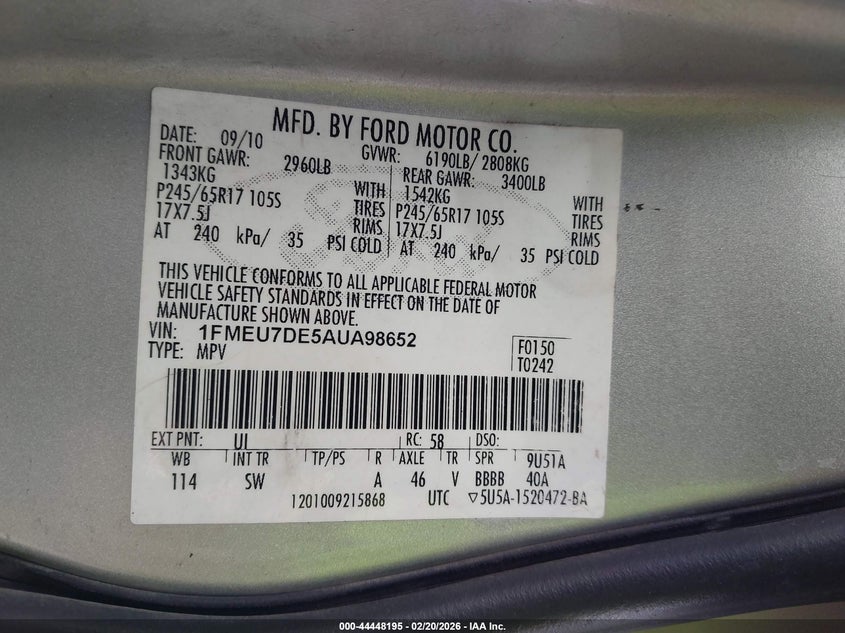 MFD. BY FORD MOTOR CO.
DATE: 09/10 GVWR: 6190LB/ 2808KG
FRONT GAWR: 2960LB REAR GAWR: 3400LB
1343KG WITH 1542KG WITH
P245/65R17 105S TIRES P245/65R17 105S TIRES
17X7.5J RIMS 17X7.5J RIMS
AT 240 kPa/ 35 PSI COLD AT 240 kPa/ 35 PSI COLD
THIS VEHICLE CONFORMS TO ALL APPLICABLE FEDERAL MOTOR
VEHICLE SAFETY STANDARDS IN EFFECT ON THE DATE OF
MANUFACTURE SHOWN ABOVE.
VIN: 1FMEU7DE5AUA98652
TYPE: MPV
F0150
T0242
EXT PNT: UI RC: 58 DSO:
WB INT TR TP/PS R AXLE TR SPR 9U51A
114 SW A 46 V BBBB 40A
1201009215868 UTC ▽5U5A-1520472-BA
000-44448195 - 02/20/2026 - IAA Inc.